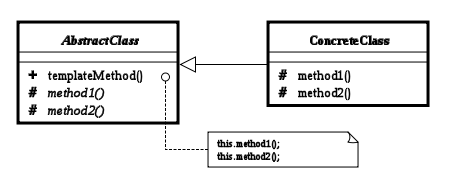 AbstractClass
+ templateMethod()
# method1()
# method2()
ConcreteClass
# method1()
# method2()
this.method1();
this.method2();